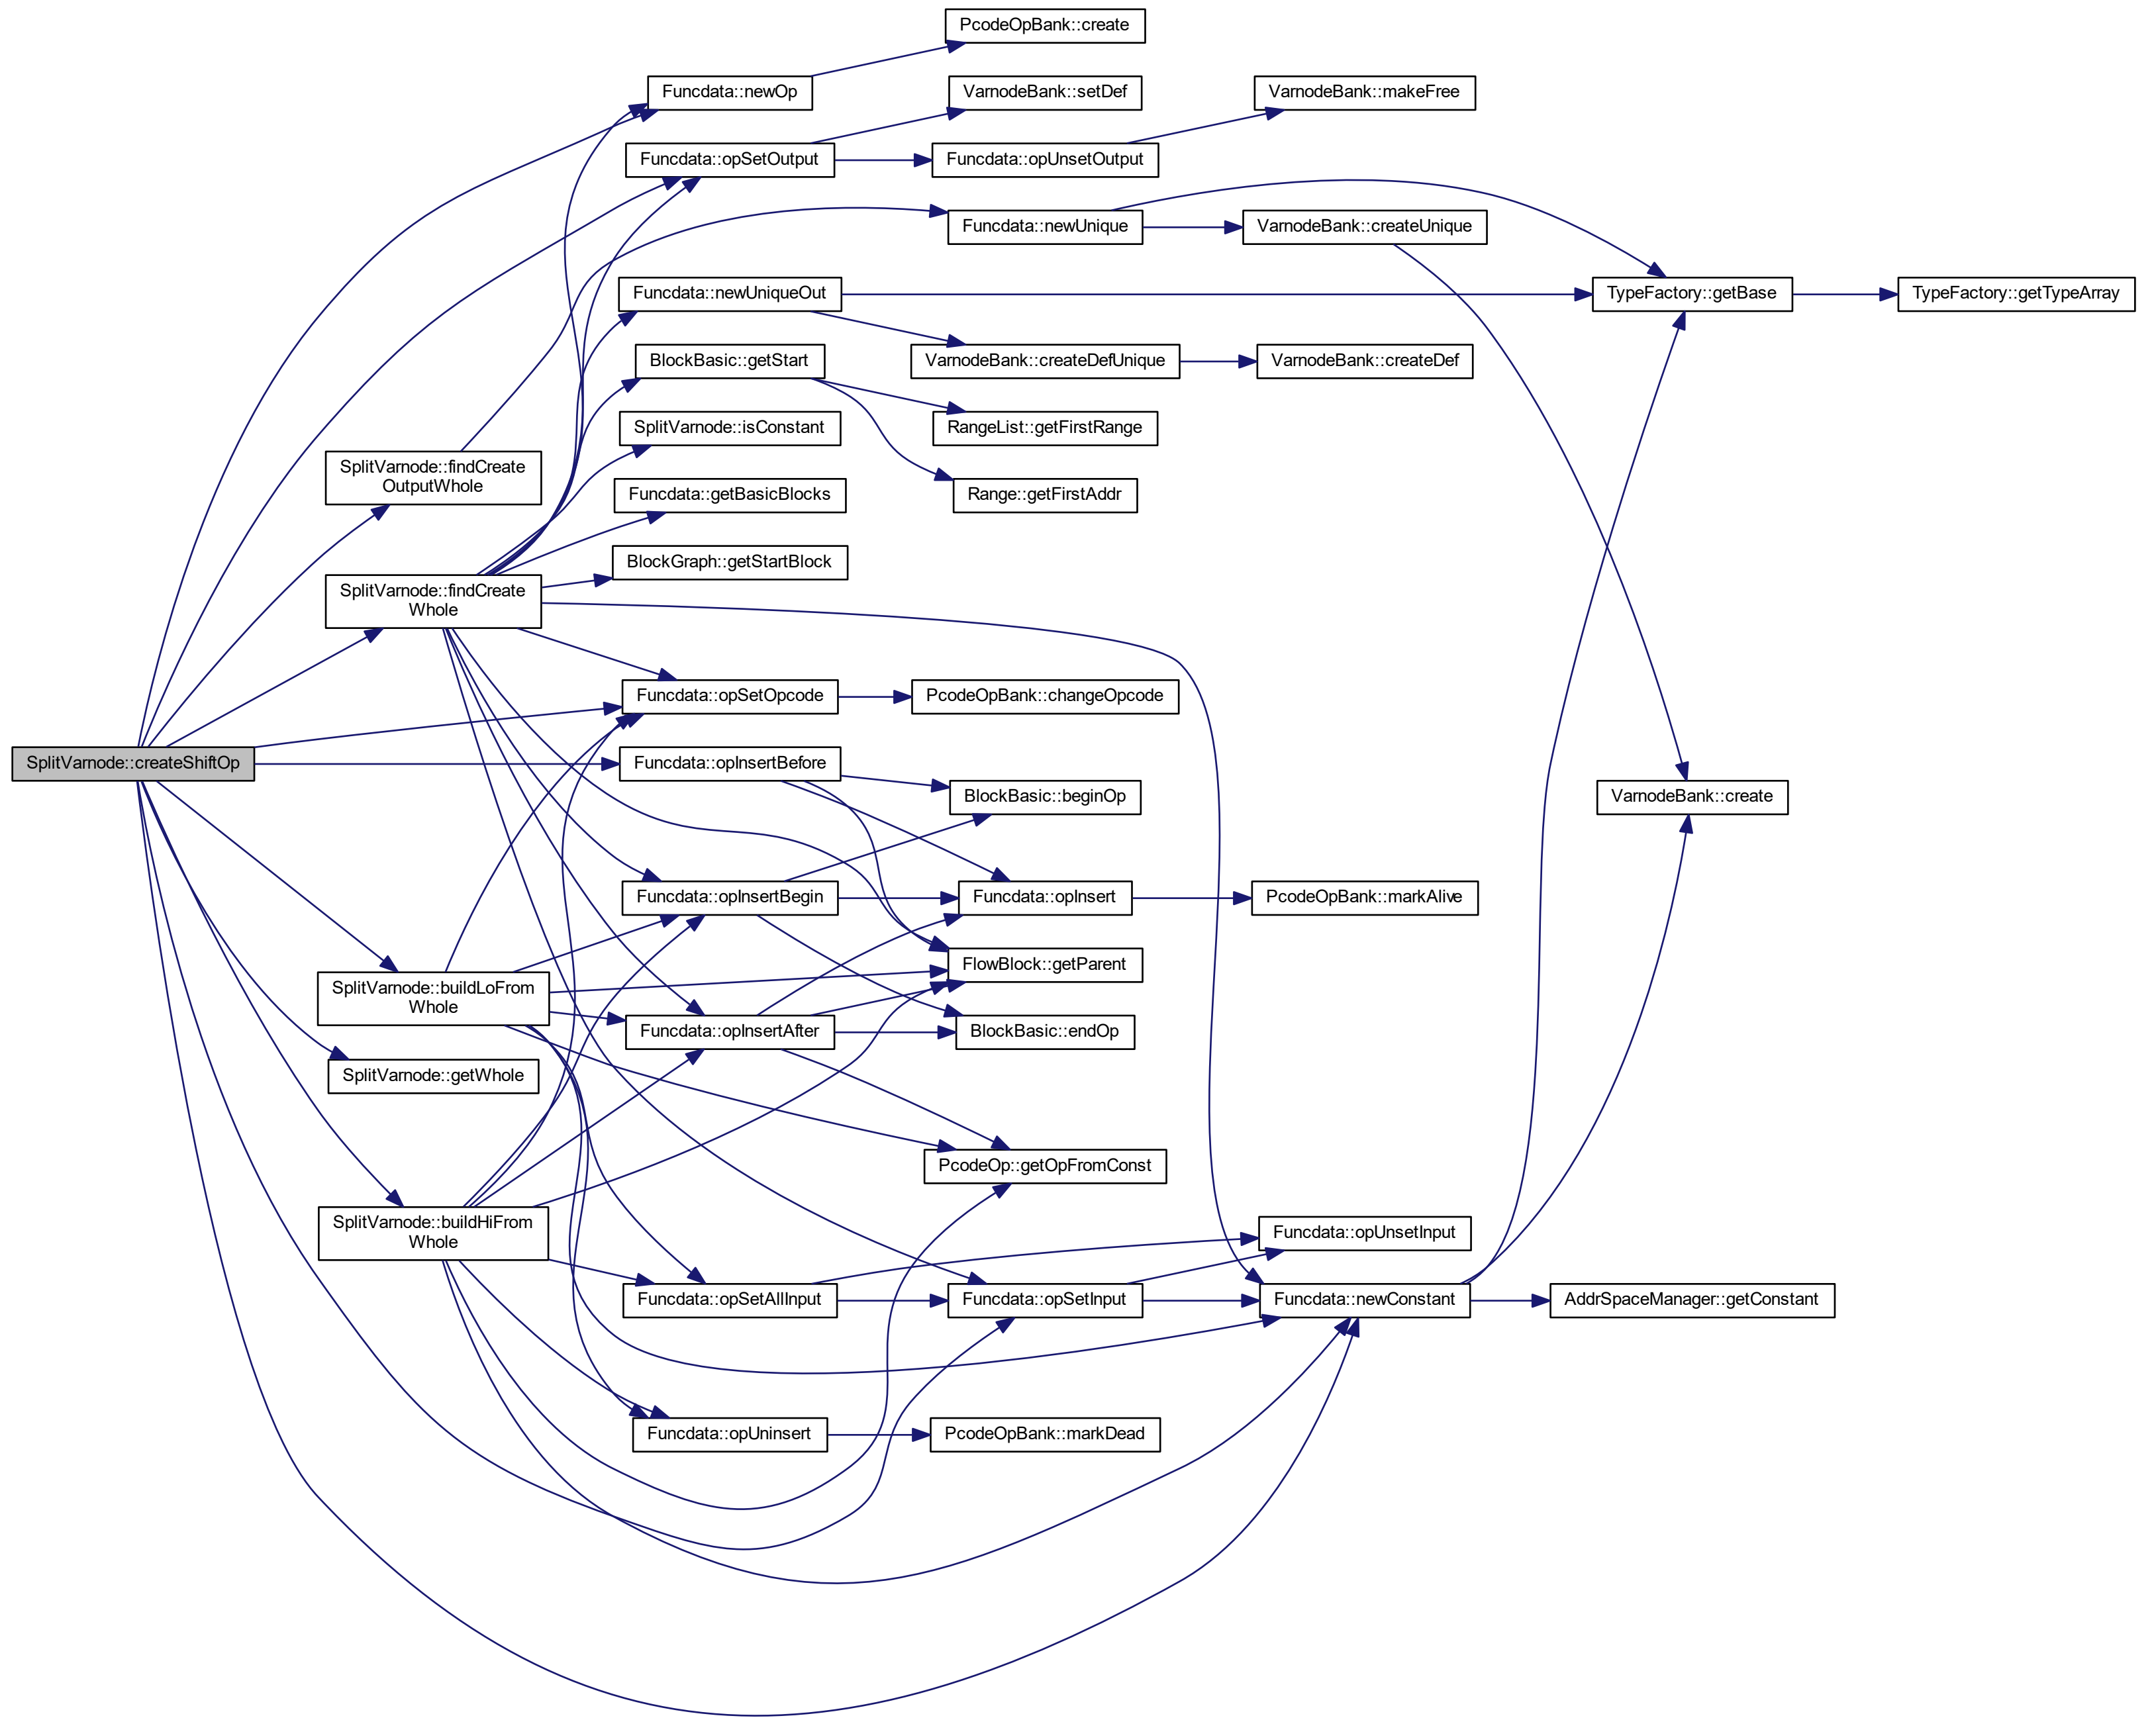 PcodeOpBank::create
Funcdata::newOp
VarnodeBank::setDef
VarnodeBank::makeFree
Funcdata::opSetOutput
Funcdata::opUnsetOutput
Funcdata::newUnique
VarnodeBank::createUnique
Funcdata::newUniqueOut
TypeFactory::getBase
TypeFactory::getTypeArray
BlockBasic::getStart
VarnodeBank::createDefUnique
VarnodeBank::createDef
SplitVarnode::isConstant
RangeList::getFirstRange
SplitVarnode::findCreate
OutputWhole
Funcdata::getBasicBlocks
Range::getFirstAddr
BlockGraph::getStartBlock
SplitVarnode::findCreate
Whole
Funcdata::opSetOpcode
PcodeOpBank::changeOpcode
SplitVarnode::createShiftOp
Funcdata::opInsertBefore
BlockBasic::beginOp
VarnodeBank::create
Funcdata::opInsertBegin
Funcdata::opInsert
PcodeOpBank::markAlive
FlowBlock::getParent
SplitVarnode::buildLoFrom
Whole
Funcdata::opInsertAfter
BlockBasic::endOp
SplitVarnode::getWhole
PcodeOp::getOpFromConst
SplitVarnode::buildHiFrom
Whole
Funcdata::opUnsetInput
Funcdata::opSetAllInput
Funcdata::opSetInput
Funcdata::newConstant
AddrSpaceManager::getConstant
Funcdata::opUninsert
PcodeOpBank::markDead